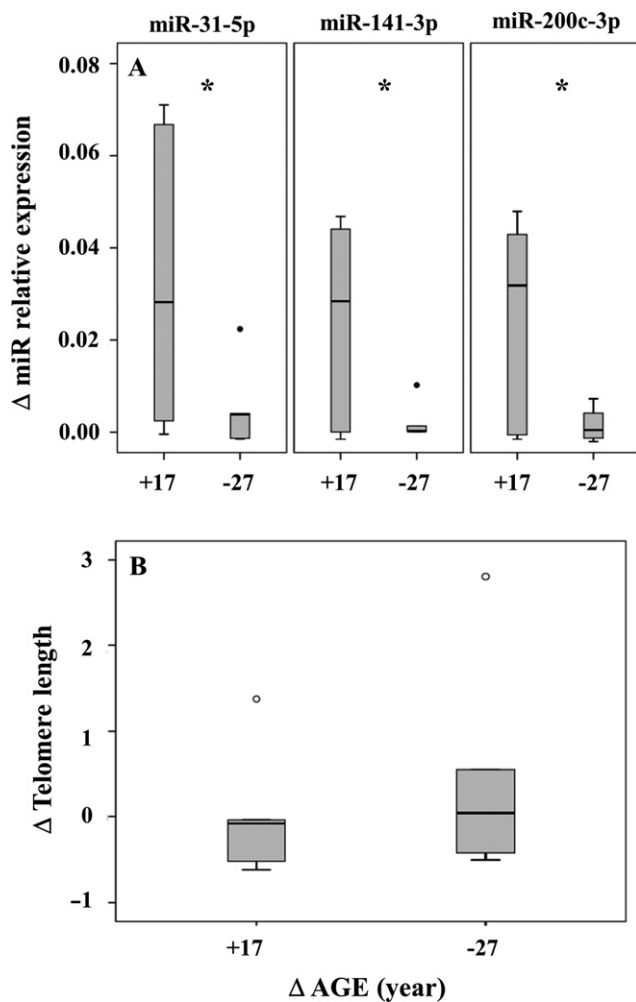 miR-31-5p miR-141-3p miR-200c-3p
A
* * *
0.08
0.06
0.04
0.02
0.00
Δ miR relative expression
+17 -27 +17 -27 +17 -27
B
3
2
1
0
-1
Δ Telomere length
+17 -27
Δ AGE (year)